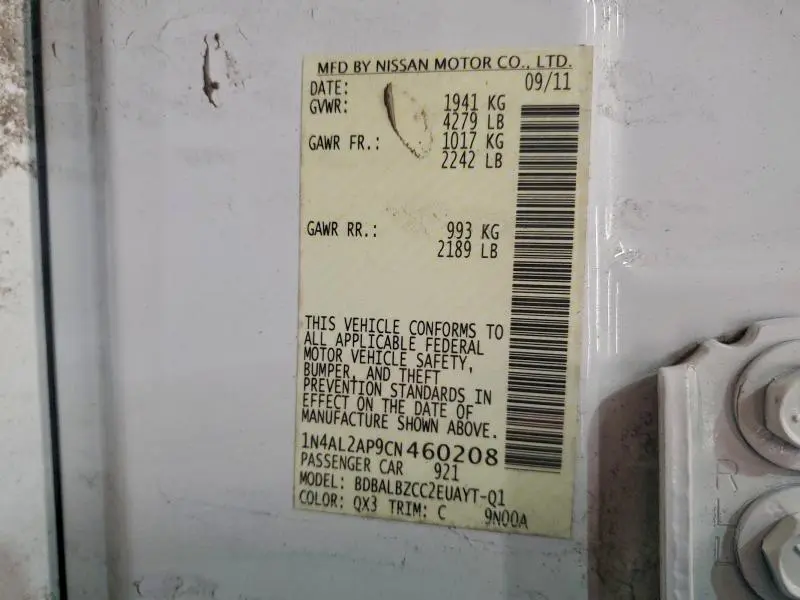 MFD BY NISSAN MOTOR CO., LTD.
DATE: 09/11
GVWR: 1941 KG
4279 LB
GAWR FR.: 1017 KG
2242 LB
GAWR RR.: 993 KG
2189 LB
THIS VEHICLE CONFORMS TO
ALL APPLICABLE FEDERAL
MOTOR VEHICLE SAFETY,
BUMPER, AND THEFT
PREVENTION STANDARDS IN
EFFECT ON THE DATE OF
MANUFACTURE SHOWN ABOVE.
1N4AL2AP9CN460208
PASSENGER CAR 921
MODEL: BDBALBZCC2EUAYT-Q1
COLOR: QX3 TRIM: C 9N00A